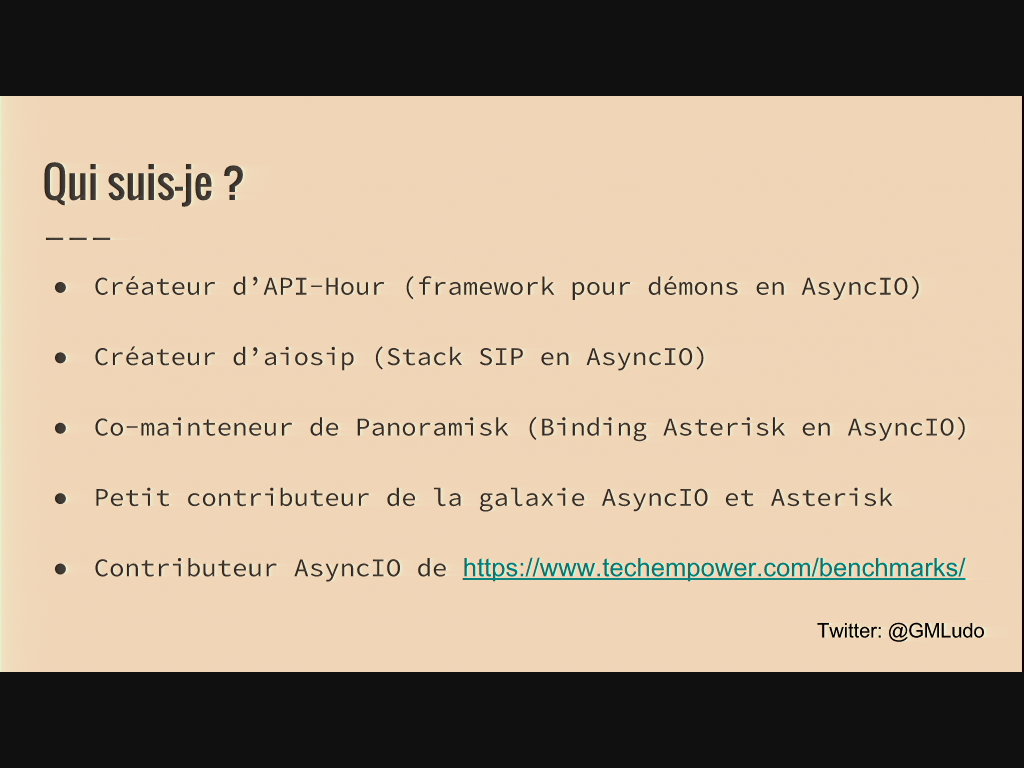 Qui suis-je ?
● Créateur d’API-Hour (framework pour démons en AsyncIO)
● Créateur d’aiosip (Stack SIP en AsyncIO)
● Co-mainteneur de Panoramisk (Binding Asterisk en AsyncIO)
● Petit contributeur de la galaxie AsyncIO et Asterisk
● Contributeur AsyncIO de https://www.techempower.com/benchmarks/
Twitter: @GMLudo